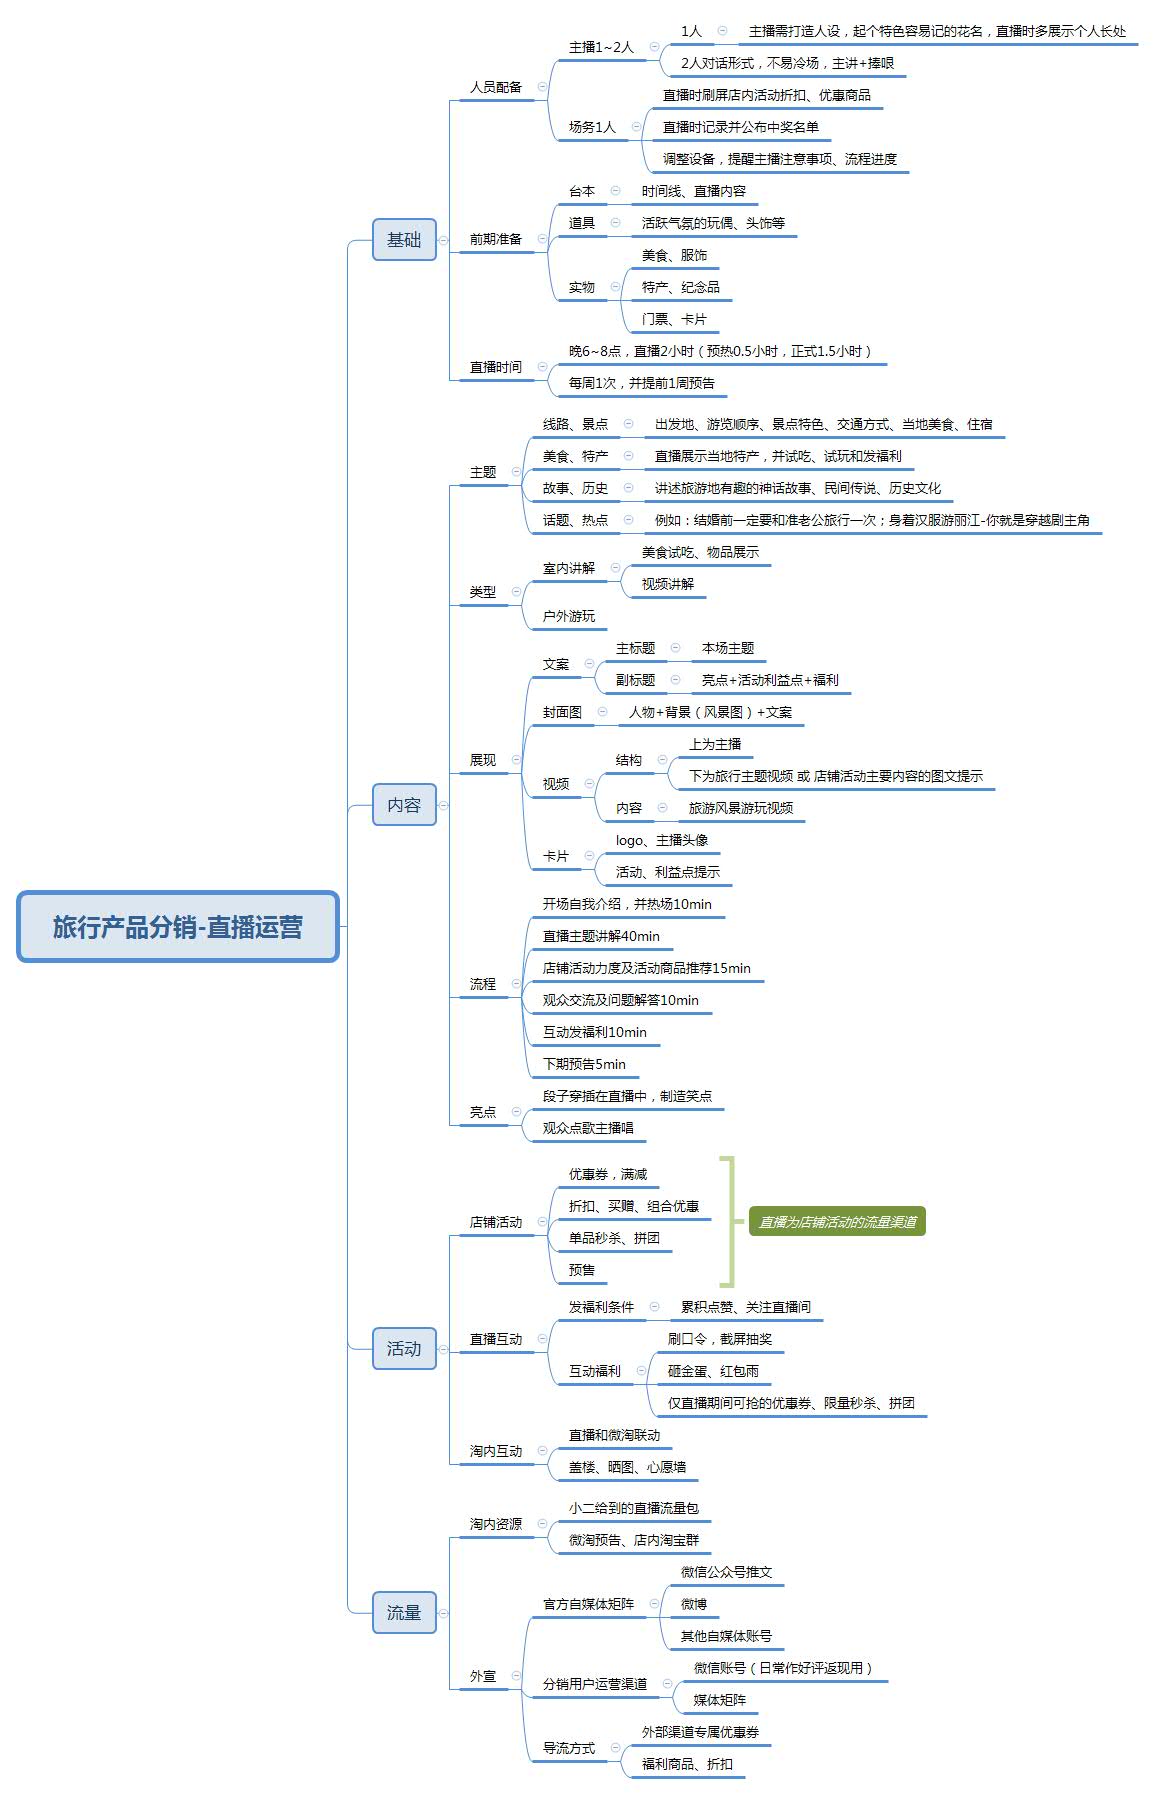 旅行产品分销-直播运营
基础
人员配备
主播1~2人
1人
主播需打造人设，起个特色容易记的花名，直播时多展示个人长处
2人对话形式，不易冷场，主讲+捧哏
场务1人
直播时刷屏店内活动折扣、优惠商品
直播时记录并公布中奖名单
调整设备，提醒主播注意事项、流程进度
前期准备
台本
时间线、直播内容
道具
活跃气氛的玩偶、头饰等
实物
美食、服饰
特产、纪念品
门票、卡片
直播时间
晚6~8点，直播2小时（预热0.5小时，正式1.5小时）
每周1次，并提前1周预告
内容
主题
线路、景点
出发地、游览顺序、景点特色、交通方式、当地美食、住宿
美食、特产
直播展示当地特产，并试吃、试玩和发福利
故事、历史
讲述旅游地有趣的神话故事、民间传说、历史文化
话题、热点
例如：结婚前一定要和准老公旅行一次；身着汉服游丽江-你就是穿越剧主角
类型
室内讲解
美食试吃、物品展示
视频讲解
户外游玩
展现
文案
主标题
本场主题
副标题
亮点+活动利益点+福利
封面图
人物+背景（风景图）+文案
视频
结构
上为主播
下为旅行主题视频 或 店铺活动主要内容的图文提示
内容
旅游风景游玩视频
卡片
logo、主播头像
活动、利益点提示
流程
开场自我介绍，并热场10min
直播主题讲解40min
店铺活动力度及活动商品推荐15min
观众交流及问题解答10min
互动发福利10min
下期预告5min
亮点
段子穿插在直播中，制造笑点
观众点歌主播唱
活动
店铺活动
优惠券，满减
折扣、买赠、组合优惠
单品秒杀、拼团
预售
直播为店铺活动的流量渠道
直播互动
发福利条件
累积点赞、关注直播间
互动福利
刷口令，截屏抽奖
砸金蛋、红包雨
仅直播期间可抢的优惠券、限量秒杀、拼团
淘内互动
直播和微淘联动
盖楼、晒图、心愿墙
流量
淘内资源
小二给到的直播流量包
微淘预告、店内淘宝群
外宣
官方自媒体矩阵
微信公众号推文
微博
其他自媒体账号
分销用户运营渠道
微信账号（日常作好评返现用）
媒体矩阵
导流方式
外部渠道专属优惠券
福利商品、折扣